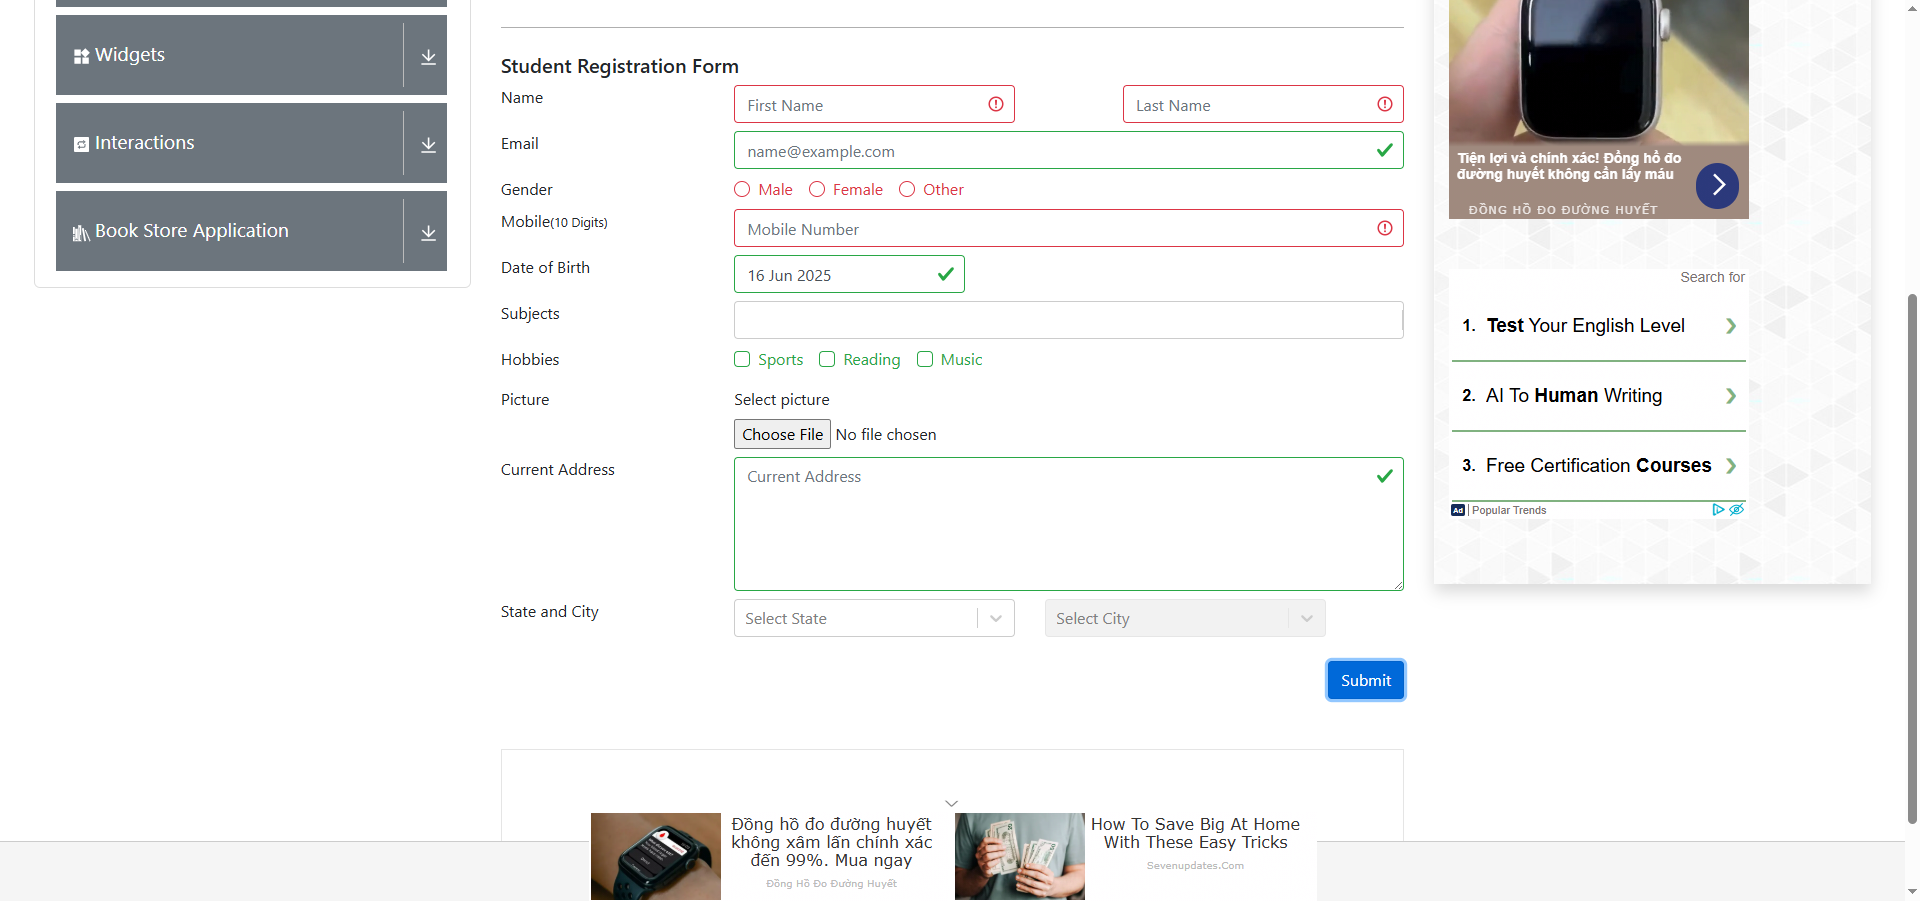 Widgets
Interactions
Book Store Application
Student Registration Form
Name
First Name
Last Name
Email
name@example.com
Gender
Male
Female
Other
Mobile(10 Digits)
Mobile Number
Date of Birth
16 Jun 2025
Subjects
Hobbies
Sports
Reading
Music
Picture
Select picture
Choose File No file chosen
Current Address
Current Address
State and City
Select State
Select City
Submit
Tiện lợi và chính xác! Đồng hồ đo
đường huyết không cần lấy máu
ĐỒNG HỒ ĐO ĐƯỜNG HUYẾT
Search for
1. Test Your English Level
2. AI To Human Writing
3. Free Certification Courses
Ad | Popular Trends
Đồng hồ đo đường huyết
không xâm lấn chính xác
đến 99%. Mua ngay
Đồng Hồ Đo Đường Huyết
How To Save Big At Home
With These Easy Tricks
Sevenupdates.Com